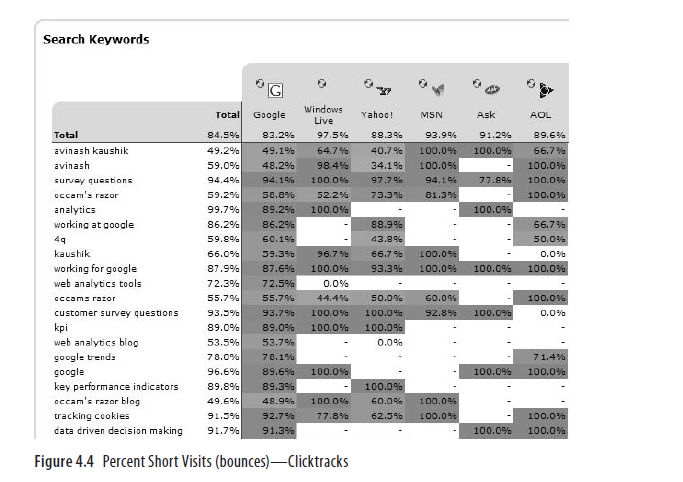 Search Keywords
G
Total Google Windows Live Yahoo! MSN Ask AOL
Total 84.5% 83.2% 97.5% 88.3% 93.9% 91.2% 89.6%
avinash kaushik 49.2% 49.1% 64.7% 40.7% 100.0% 100.0% 66.7%
avinash 59.0% 48.2% 98.4% 34.1% 100.0% - 100.0%
survey questions 94.4% 94.1% 100.0% 97.7% 94.1% 77.8% 100.0%
occam's razor 59.2% 58.8% 52.2% 73.3% 81.3% - 100.0%
analytics 99.7% 89.2% 100.0% - - 100.0% -
working at google 86.2% 86.2% - 88.9% - - 66.7%
4q 59.8% 60.1% - 43.8% - - 50.0%
kaushik 66.0% 59.3% 96.7% 66.7% 100.0% - 0.0%
working for google 87.9% 87.6% 100.0% 93.3% 100.0% 100.0% 100.0%
web analytics tools 72.3% 72.5% 0.0% - - - -
occams razor 55.7% 55.7% 44.4% 50.0% 60.0% - 100.0%
customer survey questions 93.5% 93.7% 100.0% 100.0% 92.8% 100.0% 0.0%
kpi 89.0% 89.0% 100.0% 100.0% - - -
web analytics blog 53.5% 53.7% - 0.0% - - -
google trends 78.0% 78.1% - - - - 71.4%
google 96.6% 89.6% 100.0% - - 100.0% 100.0%
key performance indicators 89.8% 89.3% - 100.0% - - -
occam's razor blog 49.6% 48.9% 100.0% 60.0% 100.0% - -
tracking cookies 91.5% 92.7% 77.8% 62.5% 100.0% - 100.0%
data driven decision making 91.7% 91.3% - - - 100.0% 100.0%
Figure 4.4 Percent Short Visits (bounces)—Clicktracks